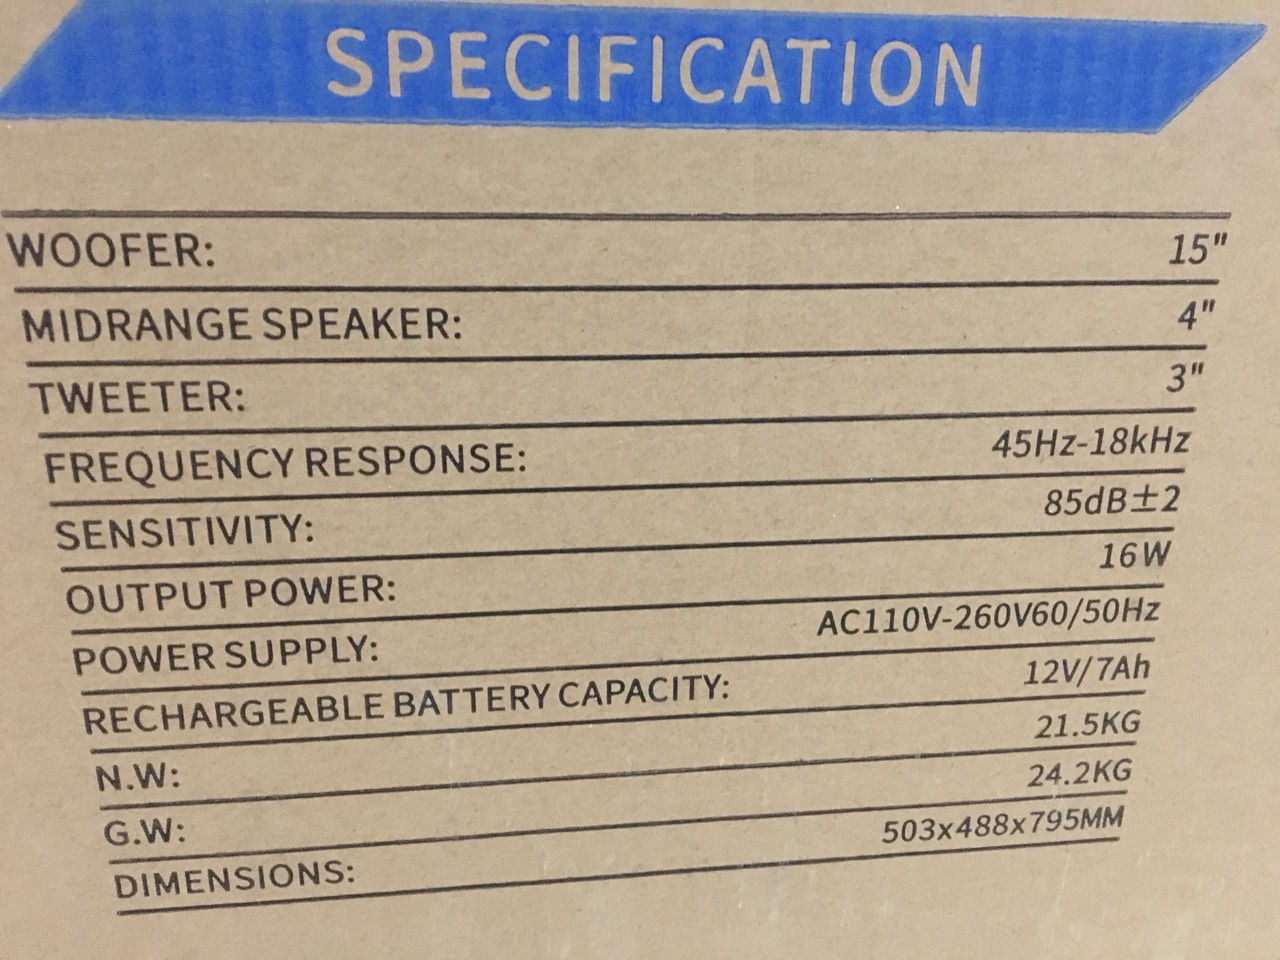 SPECIFICATION
WOOFER: 15"
MIDRANGE SPEAKER: 4"
TWEETER: 3"
FREQUENCY RESPONSE: 45Hz-18kHz
SENSITIVITY: 85dB±2
OUTPUT POWER: 16W
POWER SUPPLY: AC110V-260V60/50Hz
RECHARGEABLE BATTERY CAPACITY: 12V/7Ah
N.W: 21.5KG
G.W: 24.2KG
DIMENSIONS: 503x488x795MM